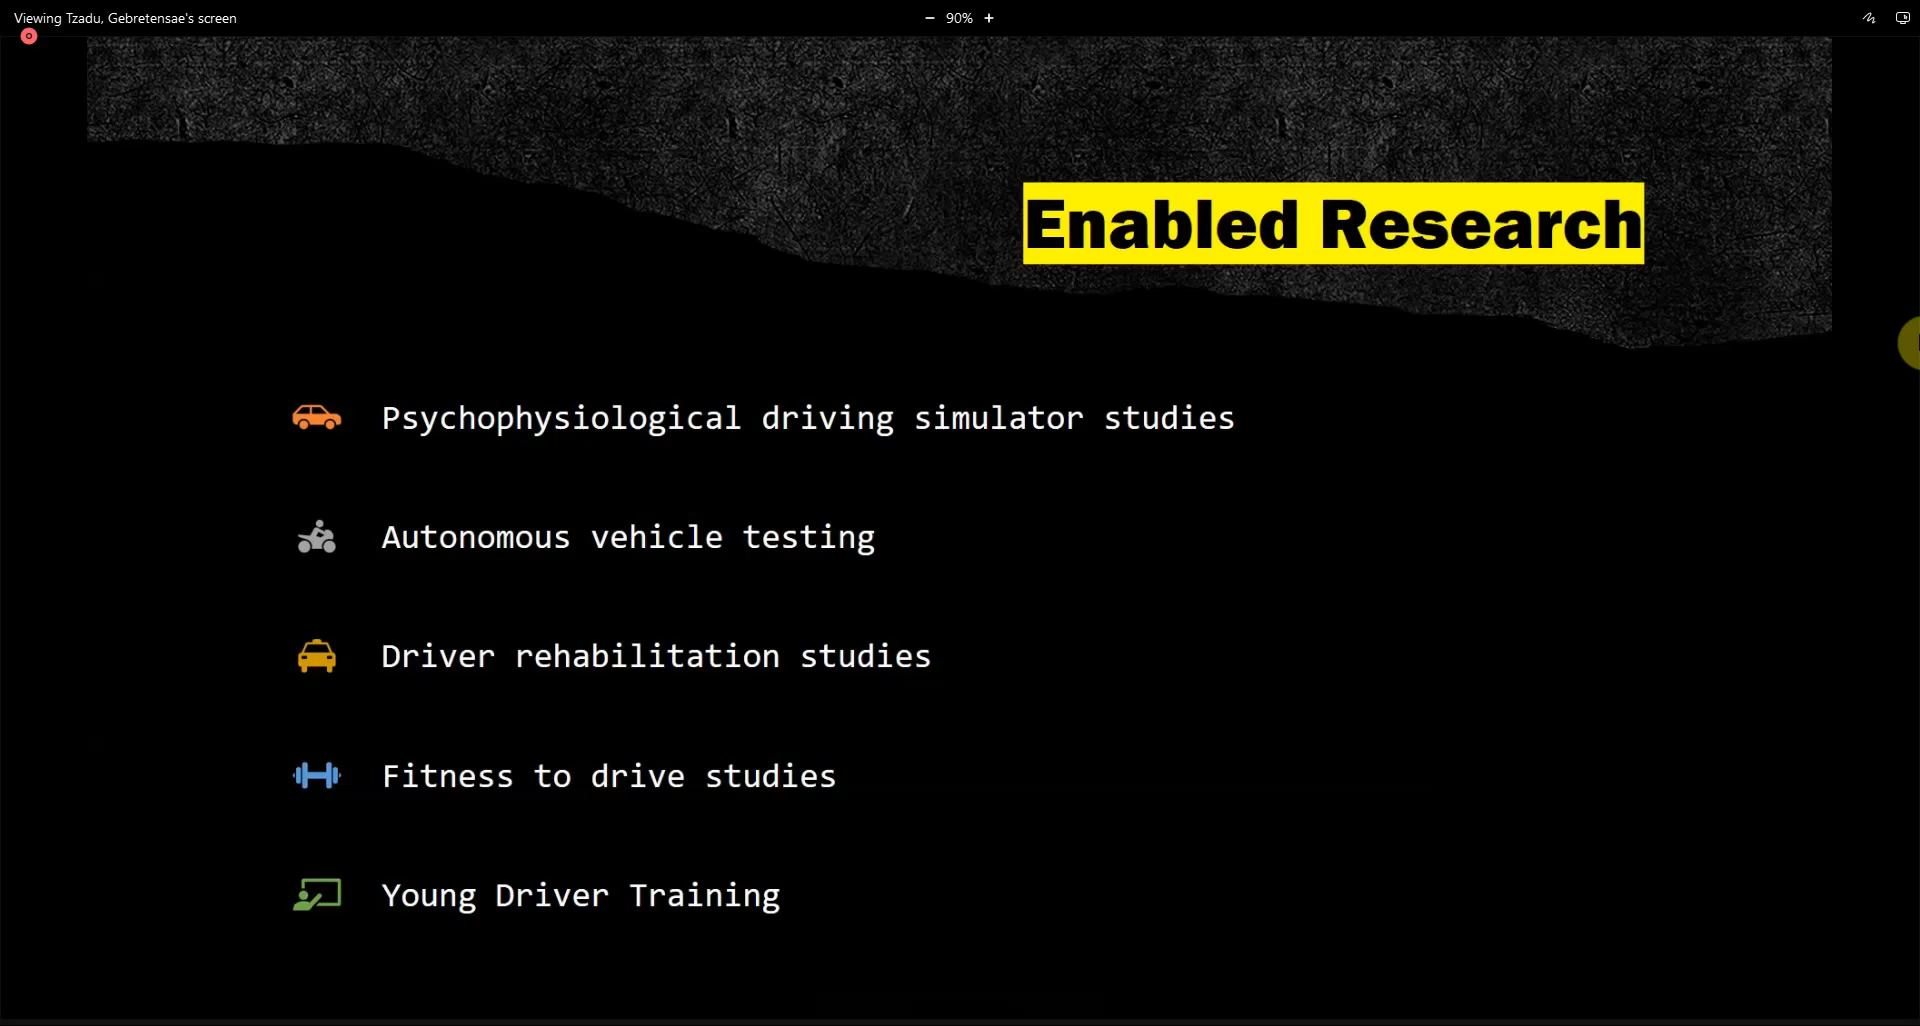 Viewing Tzadu, Gebretensae's screen
90%
Enabled Research
Psychophysiological driving simulator studies
Autonomous vehicle testing
Driver rehabilitation studies
Fitness to drive studies
Young Driver Training